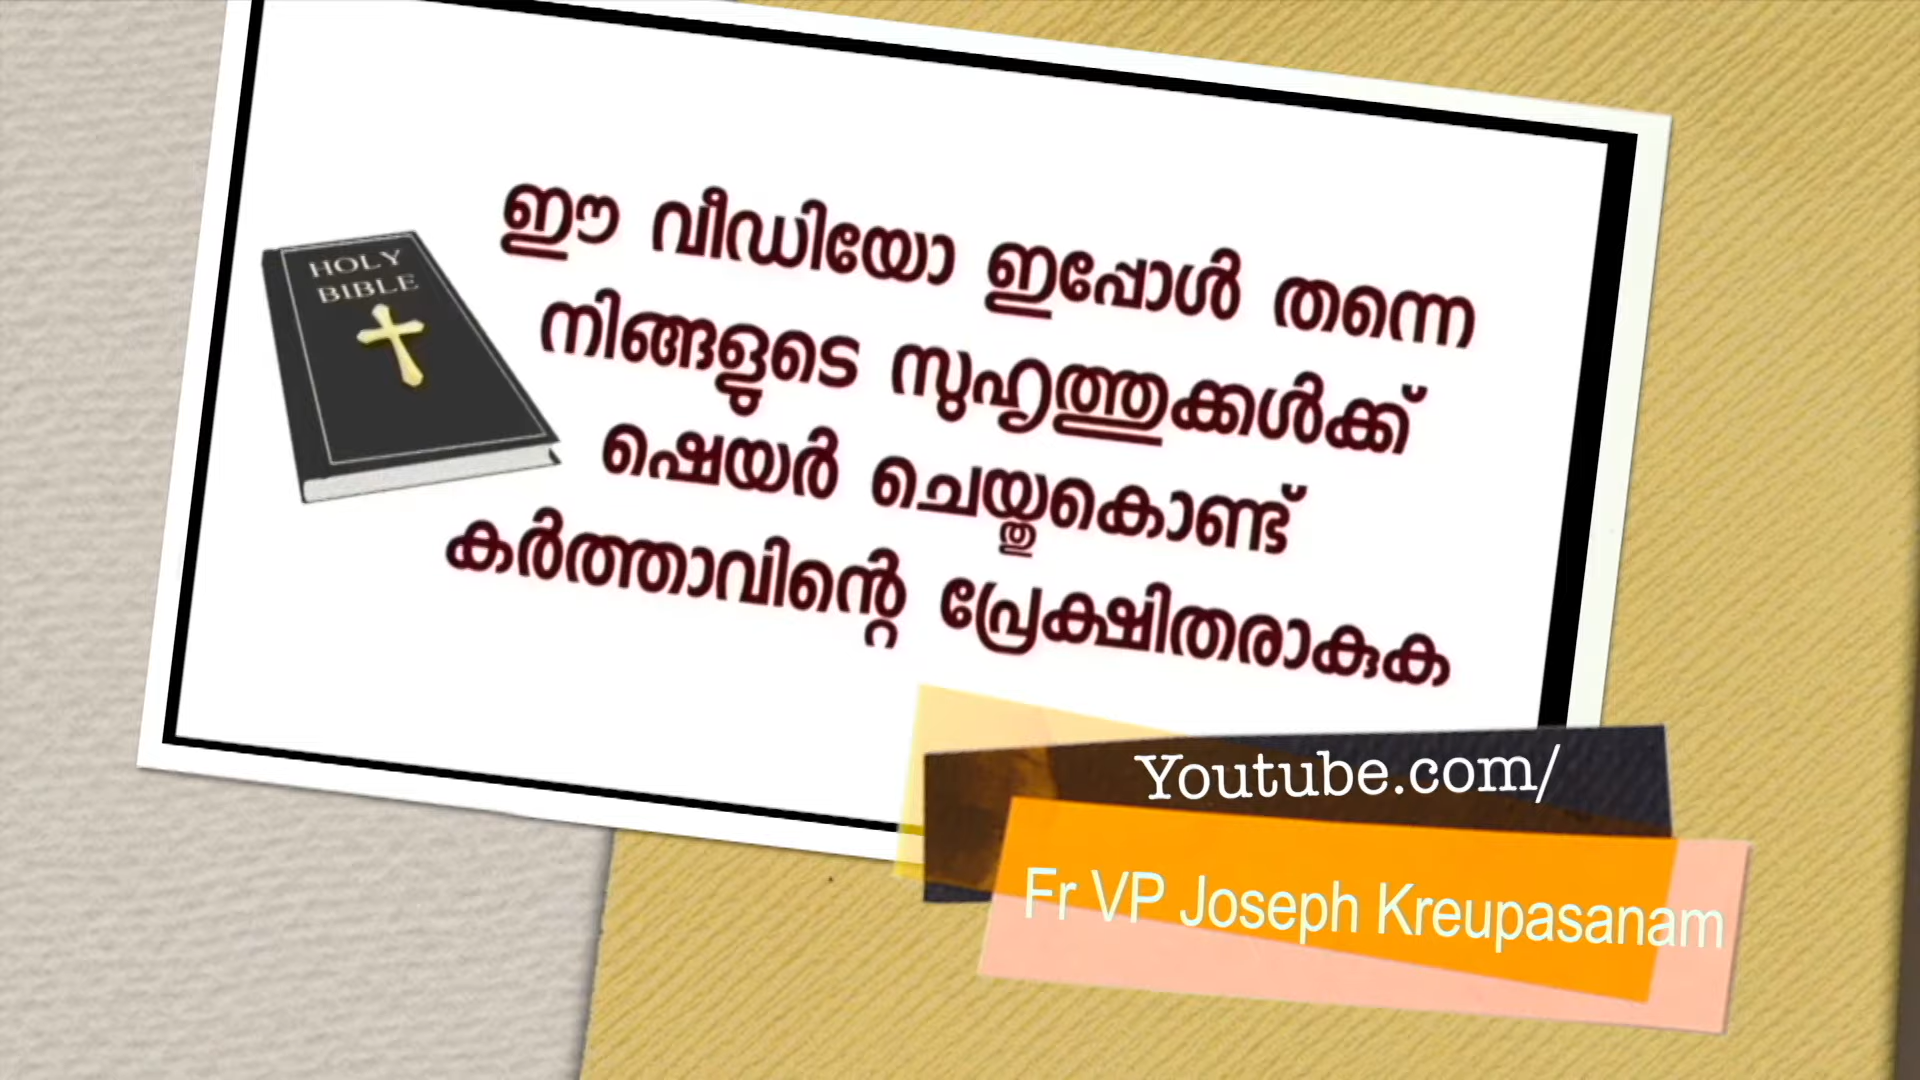 HOLY
BIBLE
ഈ വീഡിയോ ഇപ്പോൾ തന്നെ
നിങ്ങളുടെ സുഹൃത്തുക്കൾക്ക്
ഷെയർ ചെയ്തുകൊണ്ട്
കർത്താവിന്റെ പ്രേക്ഷിതരാകുക
Youtube.com/
Fr VP Joseph Kreupasanam